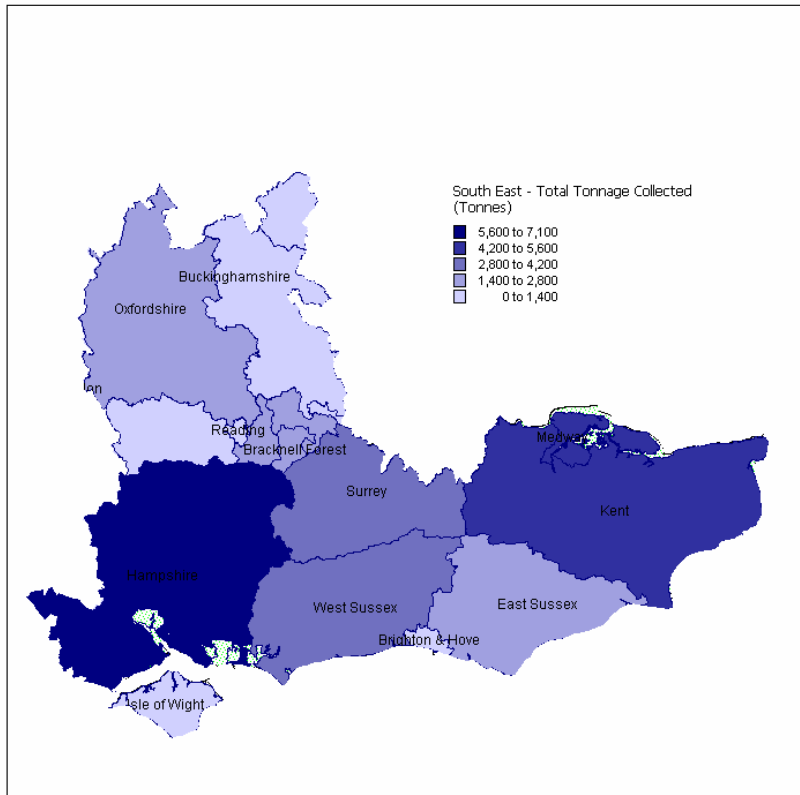 South East - Total Tonnage Collected
(Tonnes)
5,600 to 7,100
4,200 to 5,600
2,800 to 4,200
1,400 to 2,800
0 to 1,400
Buckinghamshire
Oxfordshire
on
Reading
Bracknell Forest
Medway
Surrey
Kent
Hampshire
West Sussex
East Sussex
Brighton & Hove
sle of Wight